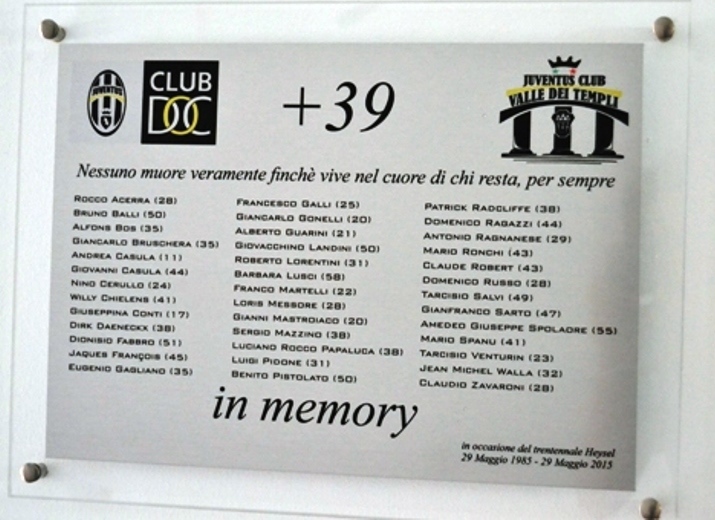 JUVENTUS
CLUB
DOC
+39
JUVENTUS CLUB
VALLE DEI TEMPLI
Nessuno muore veramente finchè vive nel cuore di chi resta, per sempre
Rocco Acerra (28)
Bruno Balli (50)
Alfons Bos (35)
Giancarlo Bruschera (35)
Andrea Casula (11)
Giovanni Casula (44)
Nino Cerullo (24)
Willy Chielens (41)
Giuseppina Conti (17)
Dirk Daeneckx (38)
Dionisio Fabbro (51)
Jaques François (45)
Eugenio Gagliano (35)
Francesco Galli (25)
Giancarlo Gonelli (20)
Alberto Guarini (21)
Giovacchino Landini (50)
Roberto Lorentini (31)
Barbara Lusci (58)
Franco Martelli (22)
Loris Messore (28)
Gianni Mastroiaco (20)
Sergio Mazzino (38)
Luciano Rocco Papaluca (38)
Luigi Pidone (31)
Benito Pistolato (50)
Patrick Radcliffe (38)
Domenico Ragazzi (44)
Antonio Ragnanese (29)
Mario Ronchi (43)
Claude Robert (43)
Domenico Russo (28)
Tarcisio Salvi (49)
Gianfranco Sarto (47)
Amedeo Giuseppe Spolaore (55)
Mario Spanu (41)
Tarcisio Venturin (23)
Jean Michel Walla (32)
Claudio Zavaroni (28)
in memory
in occasione del trentennale Heysel
29 Maggio 1985 - 29 Maggio 2015